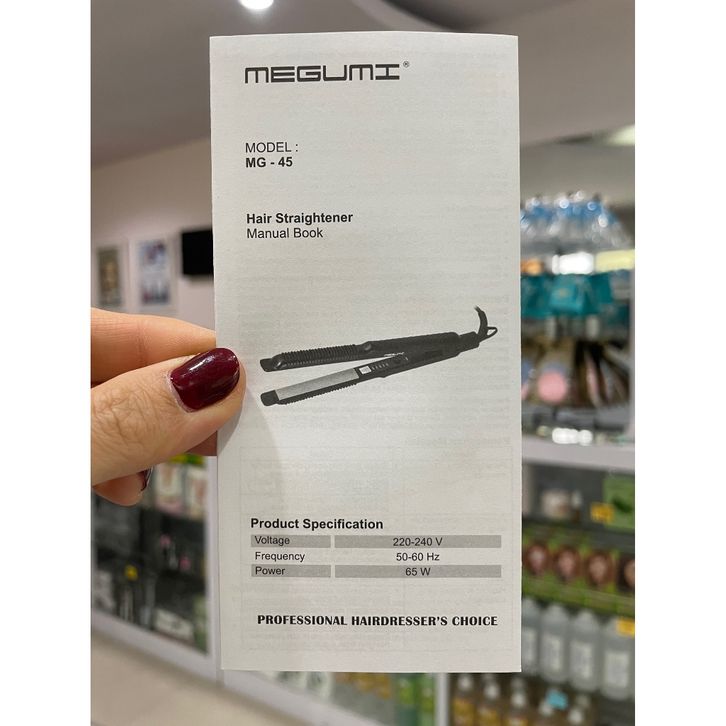 MEGUMI®
MODEL :
MG - 45
Hair Straightener
Manual Book
Product Specification
Voltage 220-240 V
Frequency 50-60 Hz
Power 65 W
PROFESSIONAL HAIRDRESSER'S CHOICE